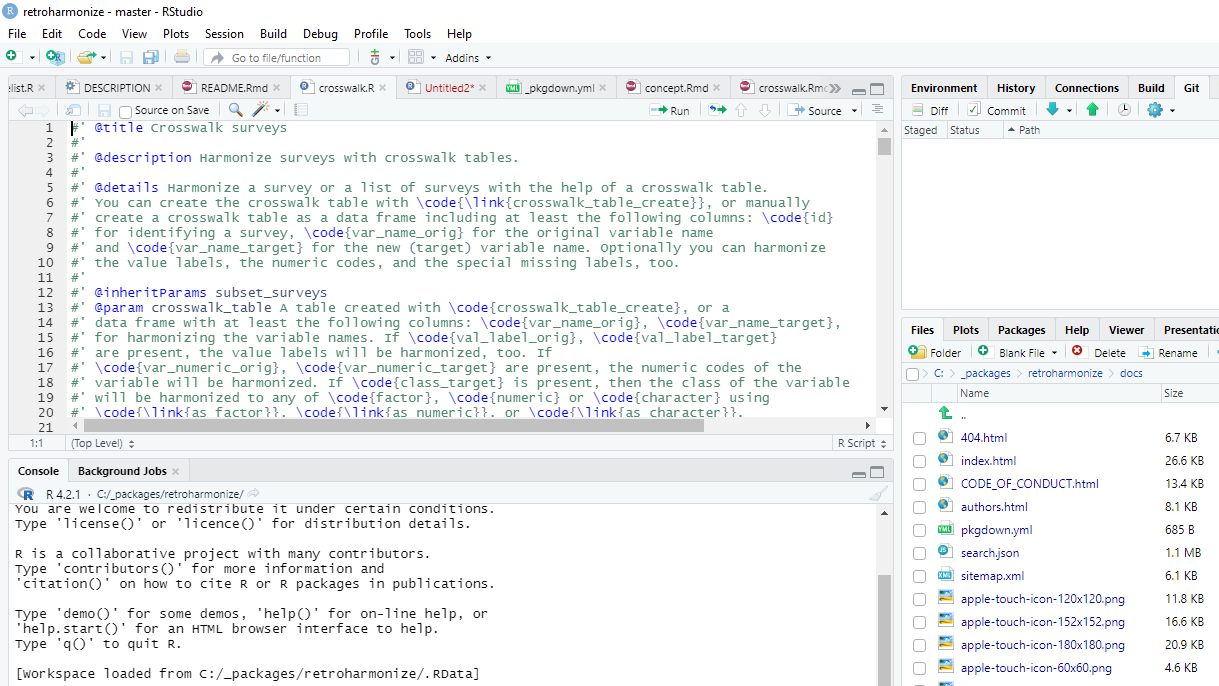 retroharmonize - master - RStudio
File Edit Code View Plots Session Build Debug Profile Tools Help
Go to file/function Addins
elist.R DESCRIPTION README.Rmd crosswalk.R Untitled2* _pkgdown.yml concept.Rmd crosswalk.Rmd
Source on Save Run Source
1 #' @title Crosswalk surveys
2 #'
3 #' @description Harmonize surveys with crosswalk tables.
4 #'
5 #' @details Harmonize a survey or a list of surveys with the help of a crosswalk table.
6 #' You can create the crosswalk table with \code{\link{crosswalk_table_create}}, or manually
7 #' create a crosswalk table as a data frame including at least the following columns: \code{id}
8 #' for identifying a survey, \code{var_name_orig} for the original variable name
9 #' and \code{var_name_target} for the new (target) variable name. Optionally you can harmonize
10 #' the value labels, the numeric codes, and the special missing labels, too.
11 #'
12 #' @inheritParams subset_surveys
13 #' @param crosswalk_table A table created with \code{crosswalk_table_create}, or a
14 #' data frame with at least the following columns: \code{var_name_orig}, \code{var_name_target},
15 #' for harmonizing the variable names. If \code{val_label_orig}, \code{val_label_target}
16 #' are present, the value labels will be harmonized, too. If
17 #' \code{var_numeric_orig}, \code{var_numeric_target} are present, the numeric codes of the
18 #' variable will be harmonized. If \code{class_target} is present, then the class of the variable
19 #' will be harmonized to any of \code{factor}, \code{numeric} or \code{character} using
20 #' \code{\link{as_factor}}, \code{\link{as_numeric}}, or \code{\link{as_character}}.
21
1:1 (Top Level) R Script
Console Background Jobs
R 4.2.1 · C:/_packages/retroharmonize/
You are welcome to redistribute it under certain conditions.
Type 'license()' or 'licence()' for distribution details.
R is a collaborative project with many contributors.
Type 'contributors()' for more information and
'citation()' on how to cite R or R packages in publications.
Type 'demo()' for some demos, 'help()' for on-line help, or
'help.start()' for an HTML browser interface to help.
Type 'q()' to quit R.
[Workspace loaded from C:/_packages/retroharmonize/.RData]
Environment History Connections Build Git
Diff Commit
Staged Status Path
Files Plots Packages Help Viewer Presentatio
Folder Blank File Delete Rename
C: _packages retroharmonize docs
Name Size
..
404.html 6.7 KB
index.html 26.6 KB
CODE_OF_CONDUCT.html 13.4 KB
authors.html 8.1 KB
pkgdown.yml 685 B
search.json 1.1 MB
sitemap.xml 6.1 KB
apple-touch-icon-120x120.png 11.8 KB
apple-touch-icon-152x152.png 16.6 KB
apple-touch-icon-180x180.png 20.9 KB
apple-touch-icon-60x60.png 4.6 KB